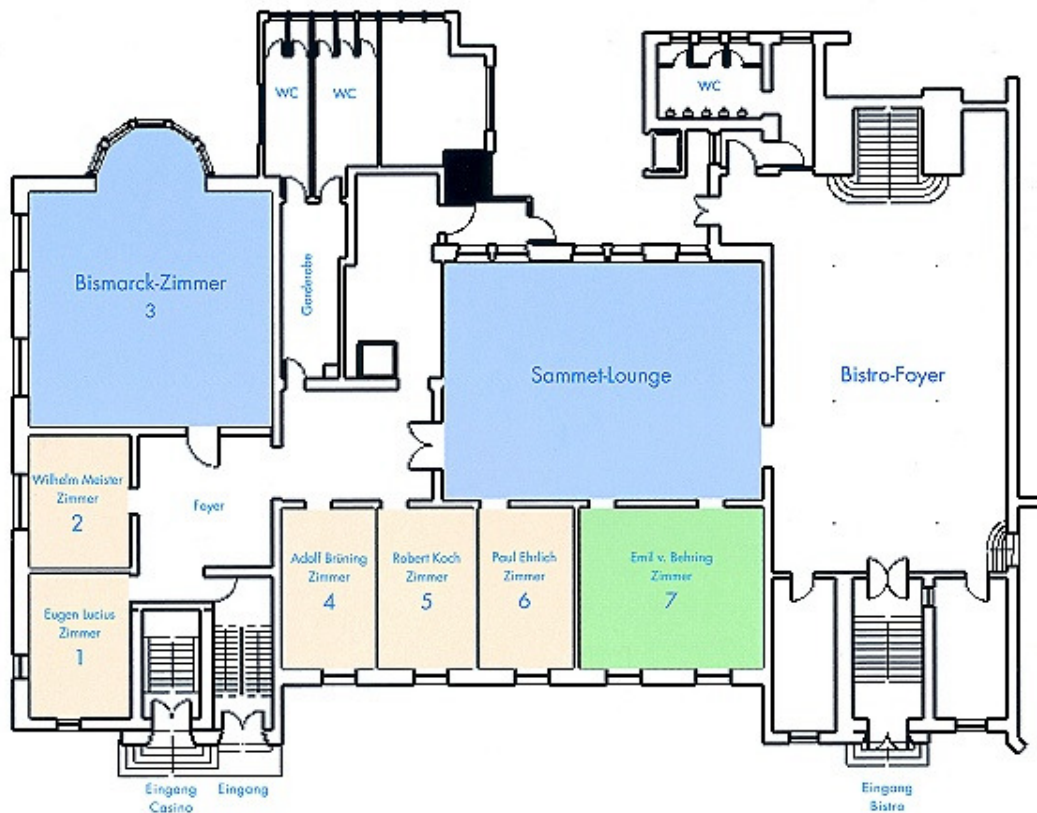 WC
WC
WC
Bismarck-Zimmer
3
Garderobe
Sammet-Lounge
Bistro-Foyer
Wilhelm Meister
Zimmer
2
Foyer
Adolf Brüning
Zimmer
4
Robert Koch
Zimmer
5
Paul Ehrlich
Zimmer
6
Emil v. Behring
Zimmer
7
Eugen Lucius
Zimmer
1
Eingang
Casino
Eingang
Eingang
Bistro